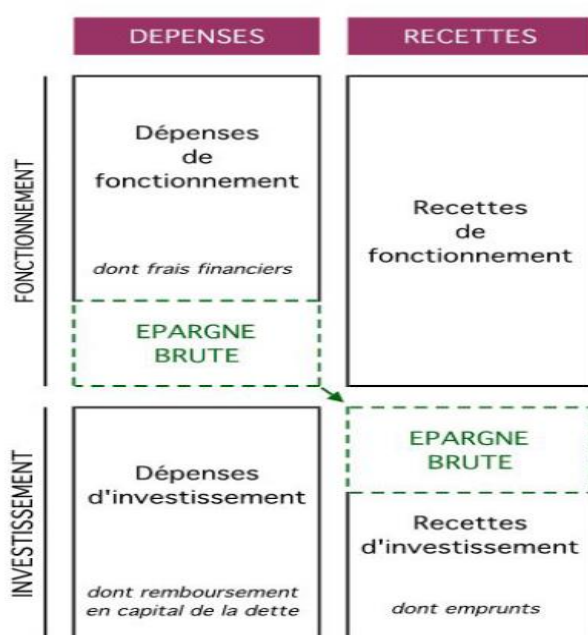 DEPENSES
RECETTES
FONCTIONNEMENT
Dépenses
de
fonctionnement
dont frais financiers
EPARGNE
BRUTE
Recettes
de
fonctionnement
INVESTISSEMENT
Dépenses
d'investissement
dont remboursement
en capital de la dette
EPARGNE
BRUTE
Recettes
d'investissement
dont emprunts